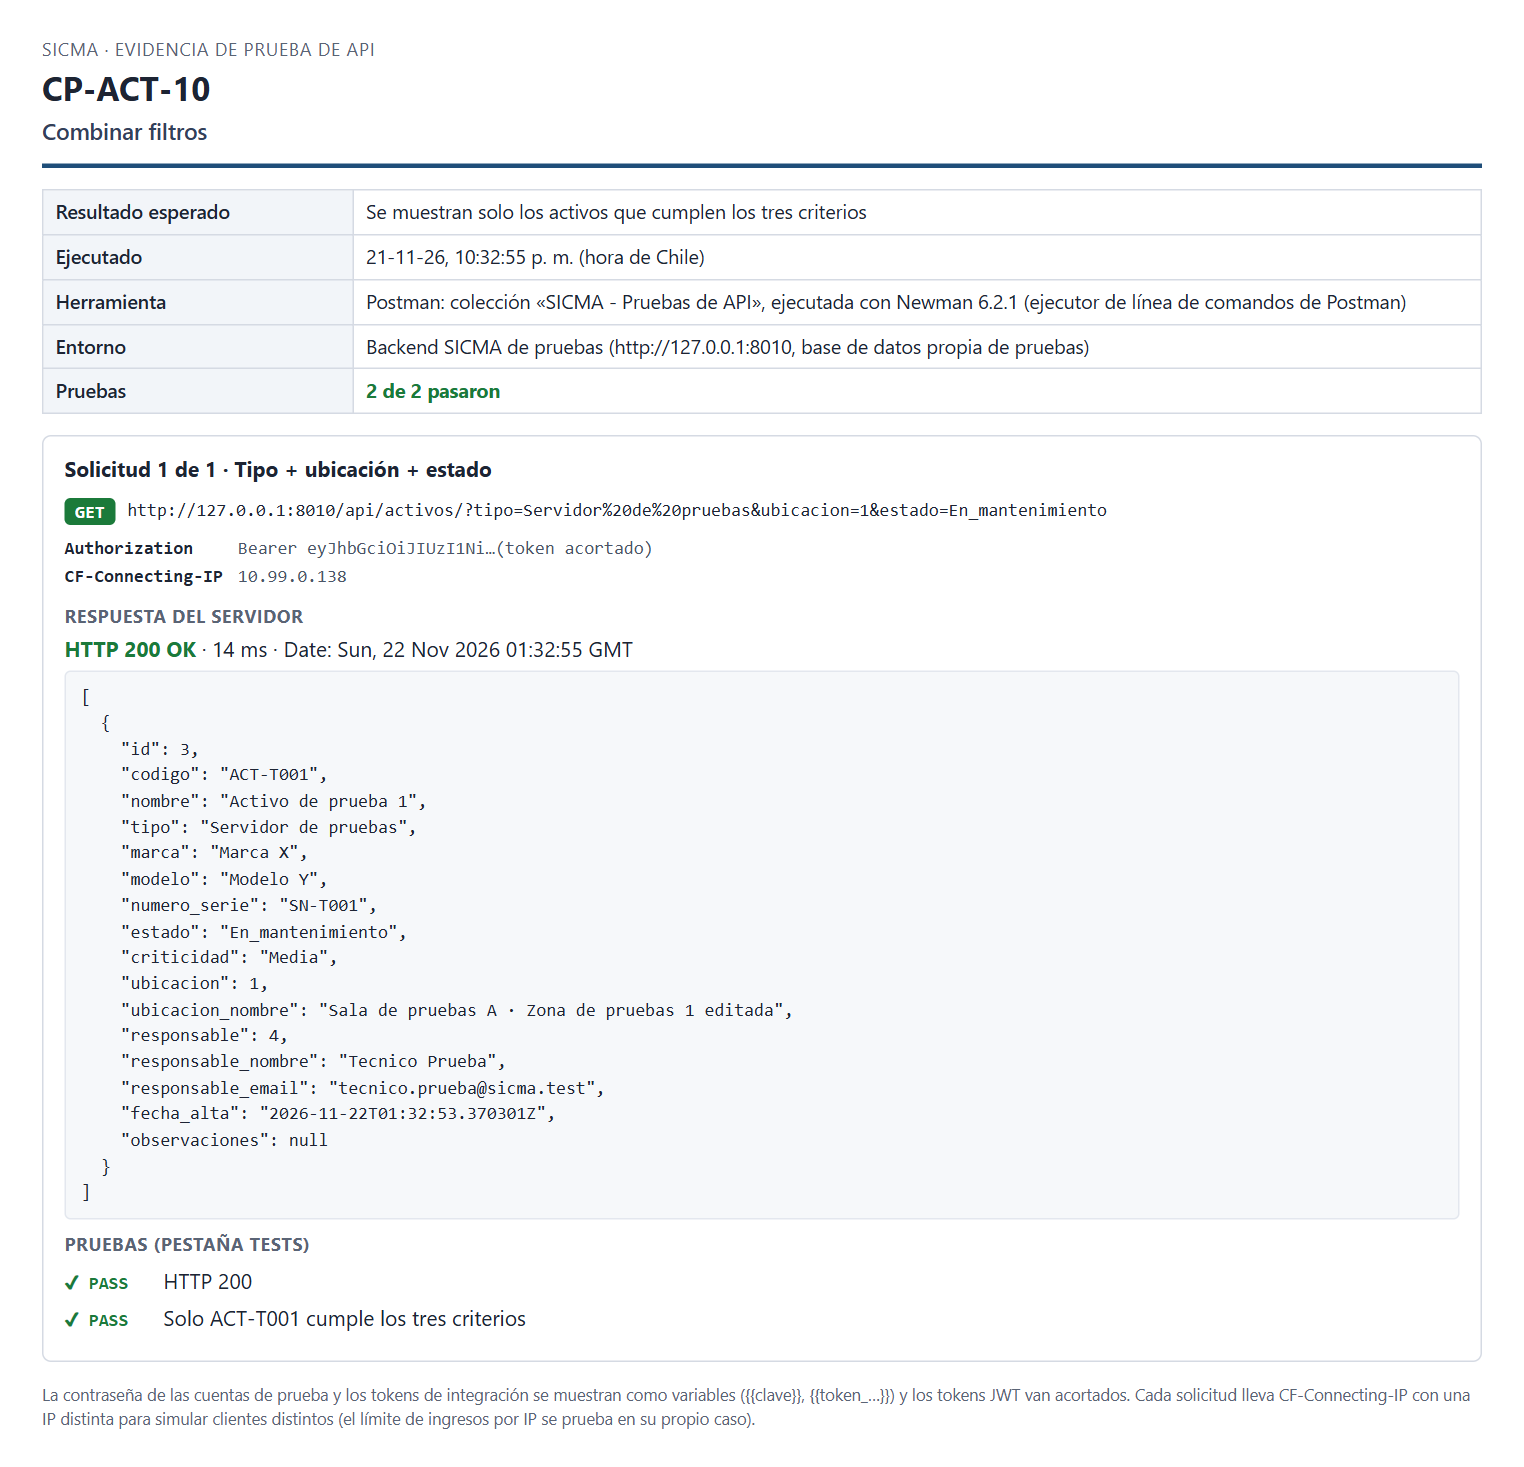 SICMA · EVIDENCIA DE PRUEBA DE API
CP-ACT-10
Combinar filtros
Resultado esperado Se muestran solo los activos que cumplen los tres criterios
Ejecutado 21-11-26, 10:32:55 p. m. (hora de Chile)
Herramienta Postman: colección «SICMA - Pruebas de API», ejecutada con Newman 6.2.1 (ejecutor de línea de comandos de Postman)
Entorno Backend SICMA de pruebas (http://127.0.0.1:8010, base de datos propia de pruebas)
Pruebas 2 de 2 pasaron
Solicitud 1 de 1 · Tipo + ubicación + estado
GET http://127.0.0.1:8010/api/activos/?tipo=Servidor%20de%20pruebas&ubicacion=1&estado=En_mantenimiento
Authorization Bearer eyJhbGciOiJIUzI1Ni…(token acortado)
CF-Connecting-IP 10.99.0.138
RESPUESTA DEL SERVIDOR
HTTP 200 OK · 14 ms · Date: Sun, 22 Nov 2026 01:32:55 GMT
[
  {
    "id": 3,
    "codigo": "ACT-T001",
    "nombre": "Activo de prueba 1",
    "tipo": "Servidor de pruebas",
    "marca": "Marca X",
    "modelo": "Modelo Y",
    "numero_serie": "SN-T001",
    "estado": "En_mantenimiento",
    "criticidad": "Media",
    "ubicacion": 1,
    "ubicacion_nombre": "Sala de pruebas A · Zona de pruebas 1 editada",
    "responsable": 4,
    "responsable_nombre": "Tecnico Prueba",
    "responsable_email": "tecnico.prueba@sicma.test",
    "fecha_alta": "2026-11-22T01:32:53.370301Z",
    "observaciones": null
  }
]
PRUEBAS (PESTAÑA TESTS)
✓ PASS HTTP 200
✓ PASS Solo ACT-T001 cumple los tres criterios
La contraseña de las cuentas de prueba y los tokens de integración se muestran como variables ({{clave}}, {{token_…}}) y los tokens JWT van acortados. Cada solicitud lleva CF-Connecting-IP con una
IP distinta para simular clientes distintos (el límite de ingresos por IP se prueba en su propio caso).